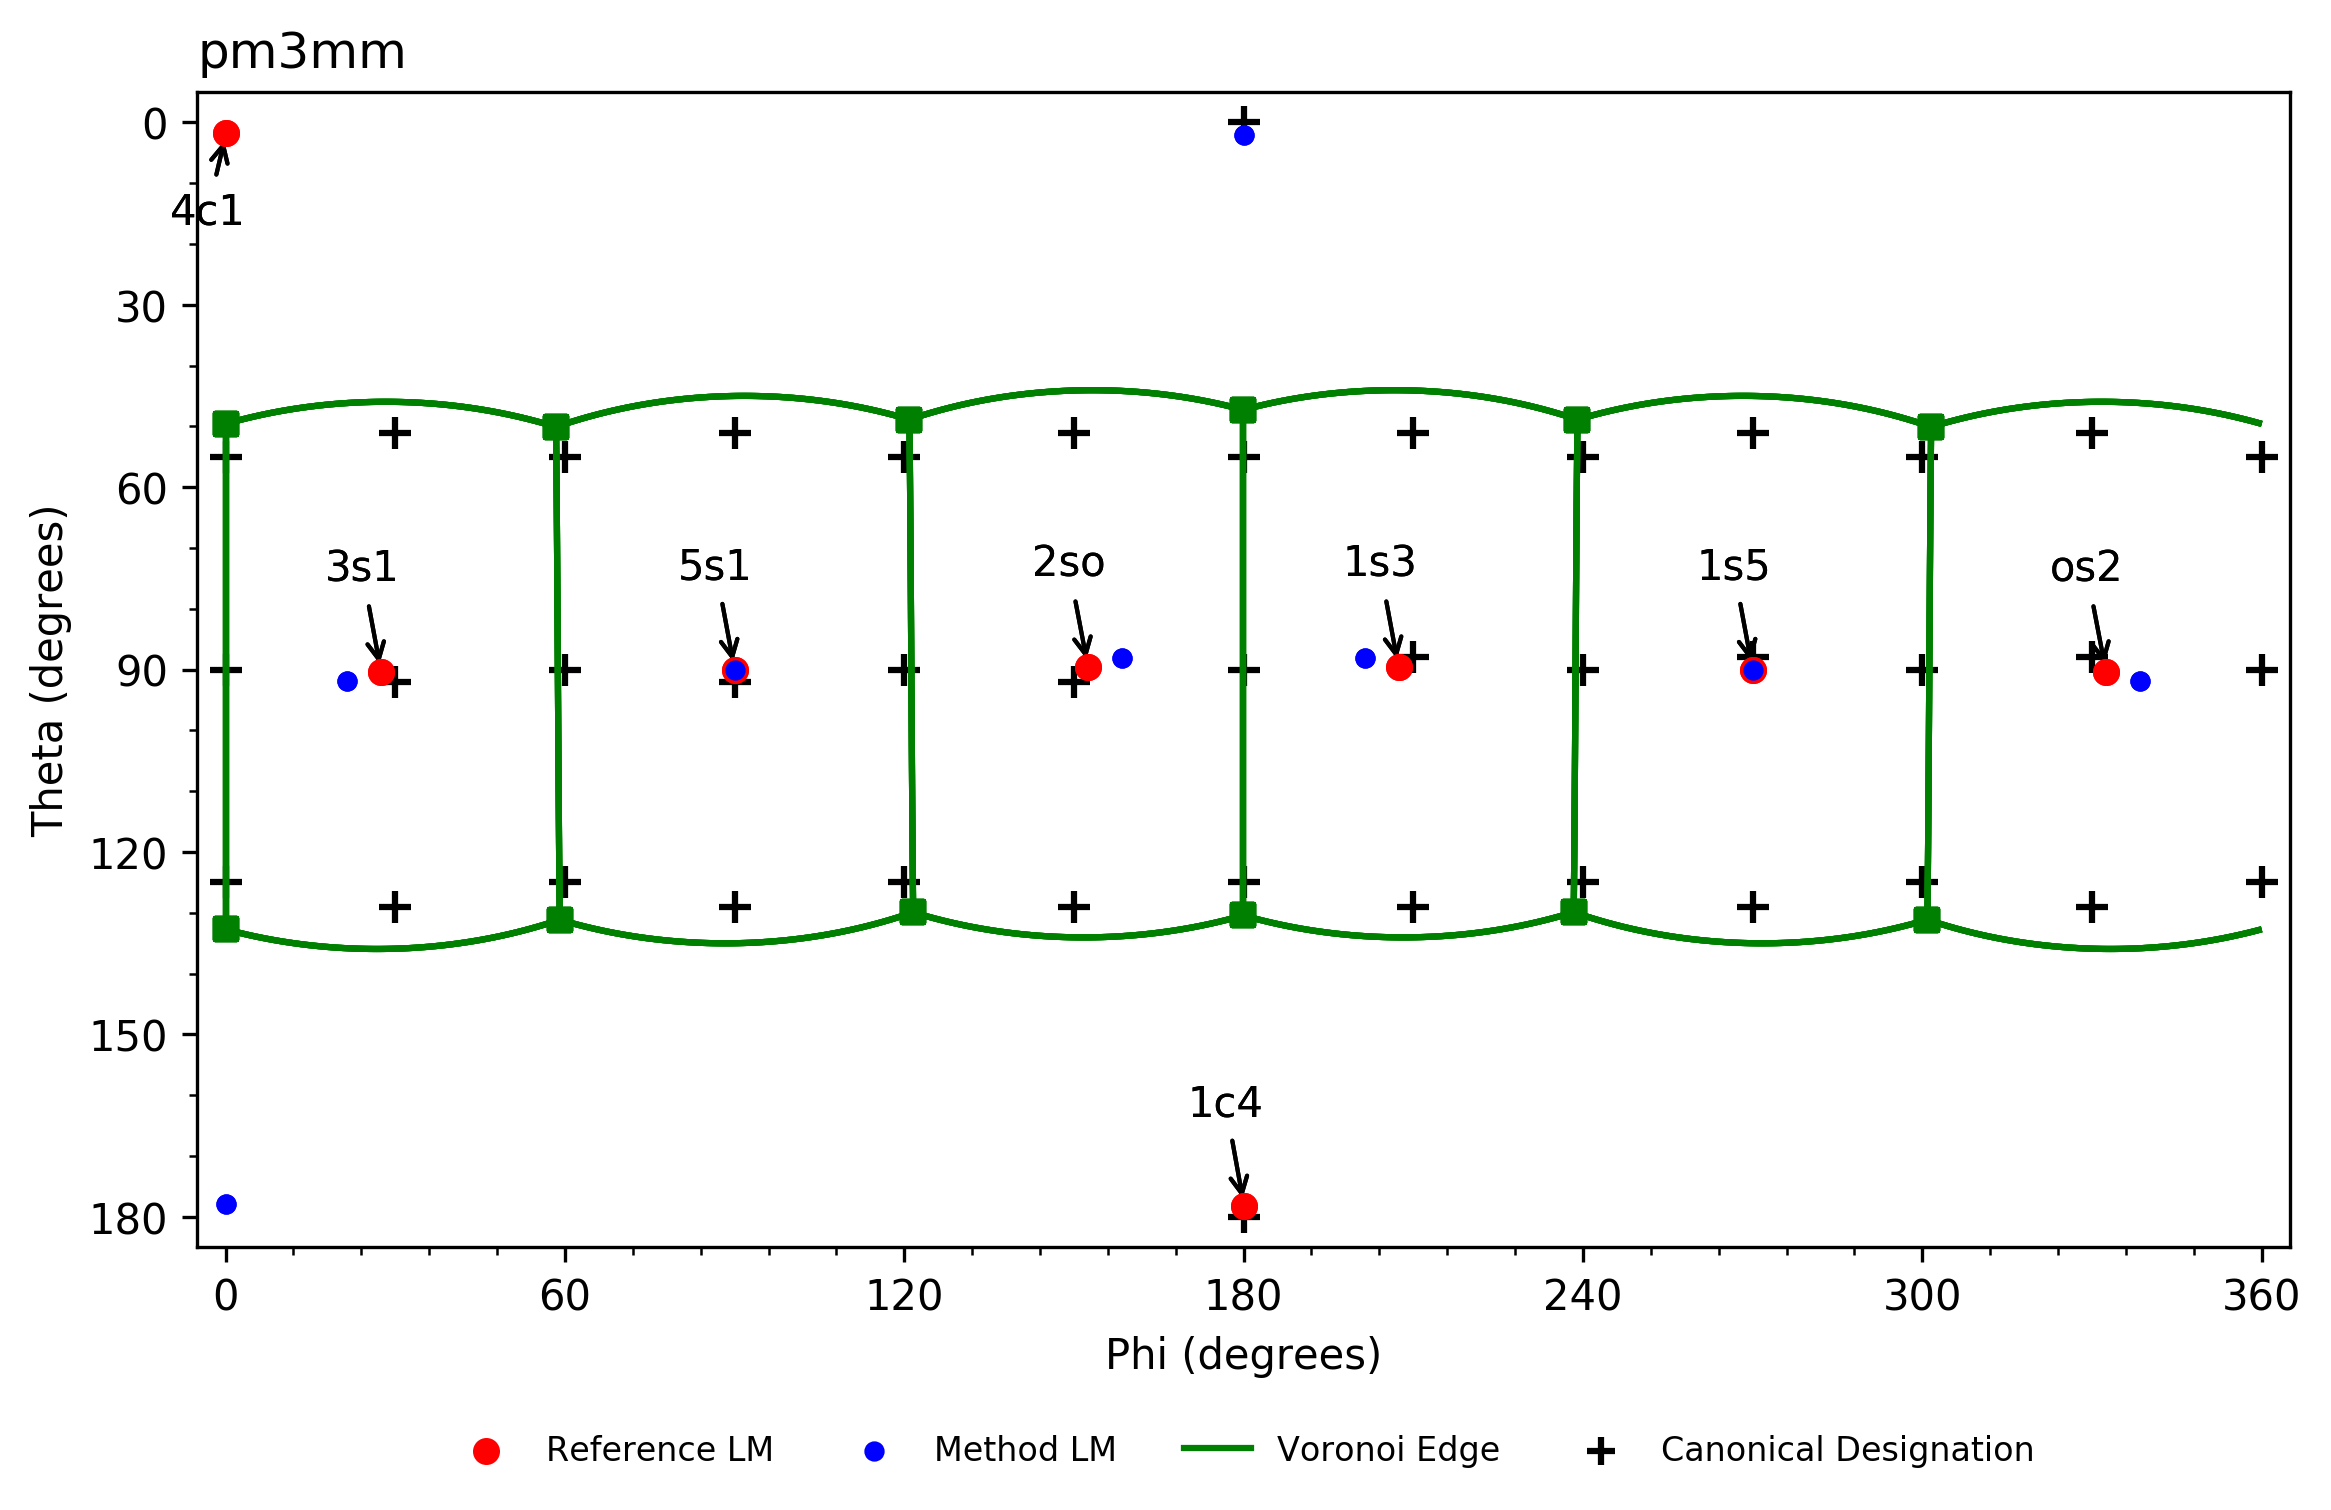 pm3mm
0
4c1
30
60
3s1
5s1
2so
1s3
1s5
os2
90
120
150
1c4
180
Theta (degrees)
0 60 120 180 240 300 360
Phi (degrees)
Reference LM Method LM Voronoi Edge Canonical Designation